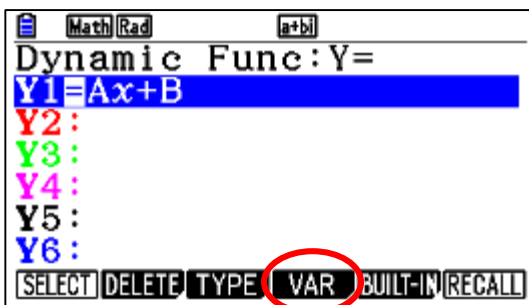 Math Rad a+bi
Dynamic Func:Y=
Y1=Ax+B
Y2:
Y3:
Y4:
Y5:
Y6:
SELECT DELETE TYPE VAR BUILT-IN RECALL